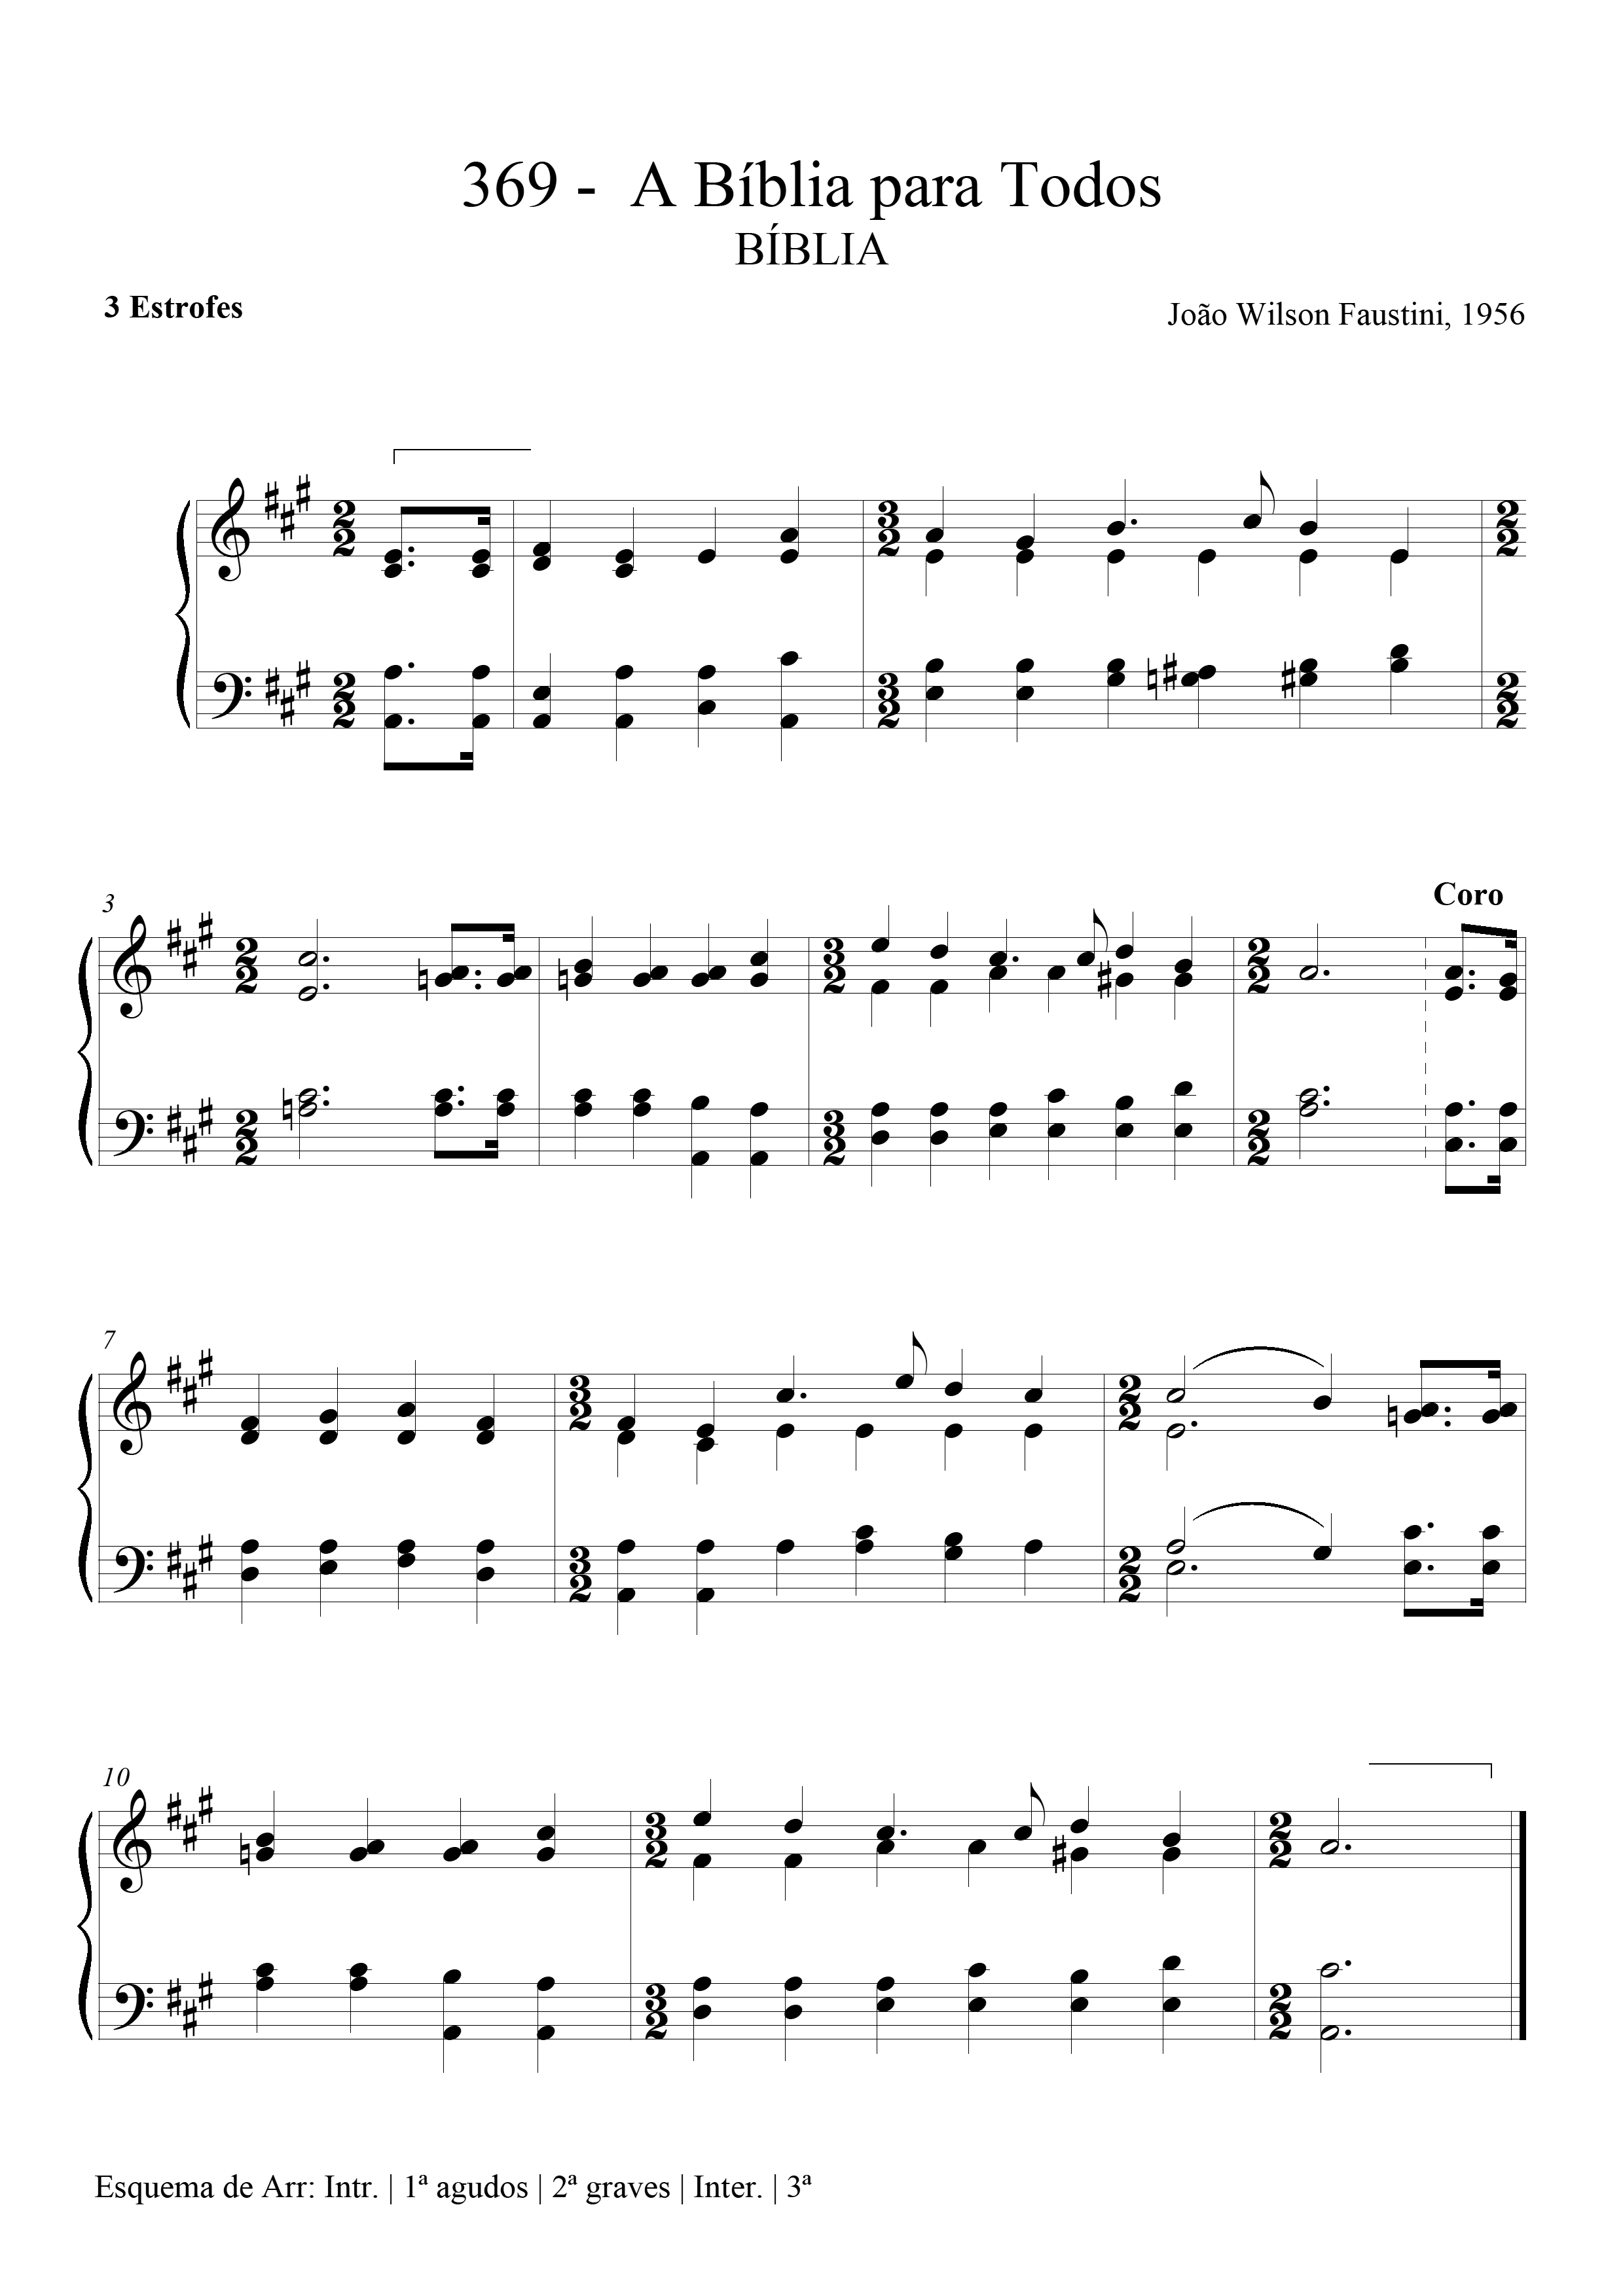 369 - A Bíblia para Todos
BÍBLIA
3 Estrofes
João Wilson Faustini, 1956
3
Coro
7
10
Esquema de Arr: Intr. | 1ª agudos | 2ª graves | Inter. | 3ª